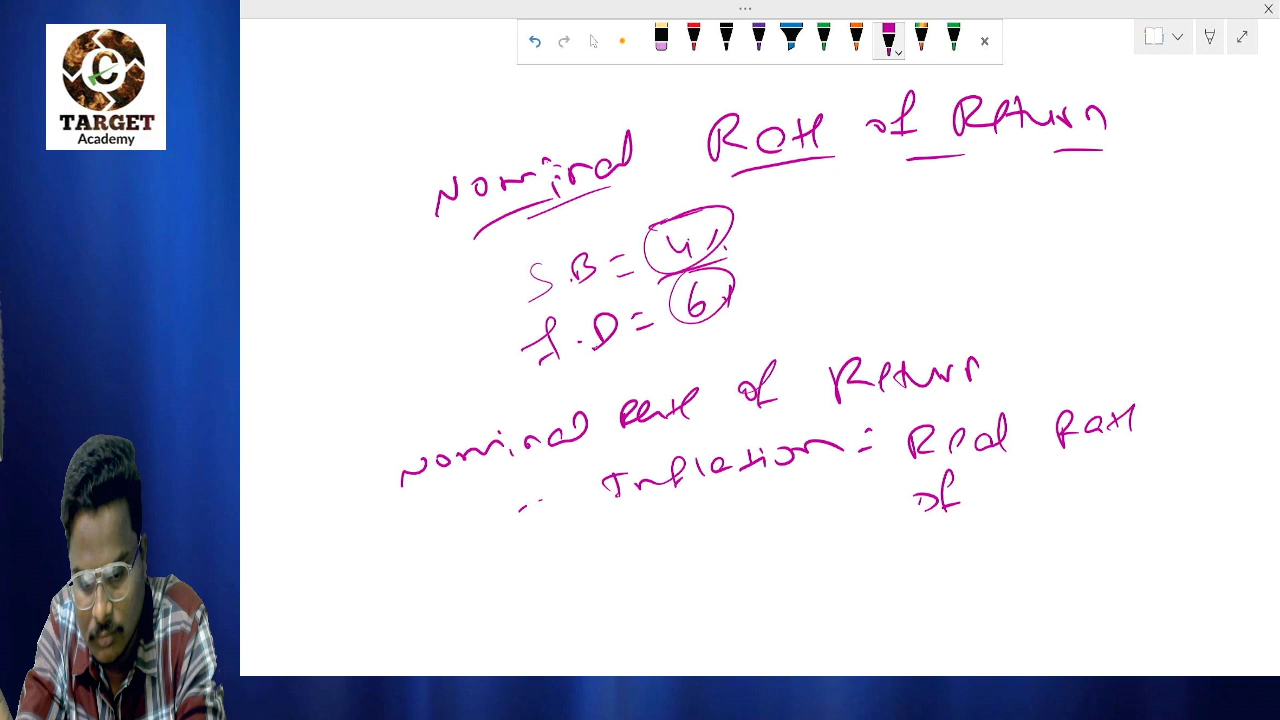 TARGET
Academy
Nominal Rate of Return
S.B = 4%
F.D = 6%
Nominal Rate of Return
- Inflation = Real Rate
of